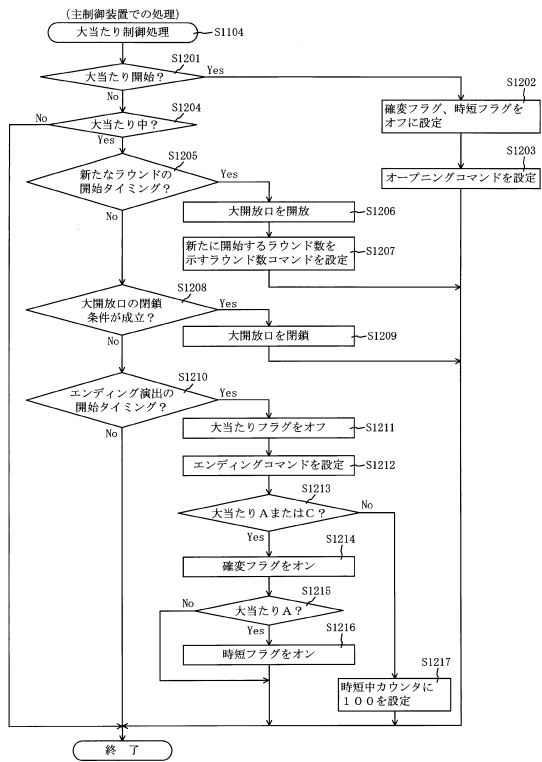 （主制御装置での処理）
大当たり制御処理
S1104
S1201
大当たり開始？
Yes
No
S1202
確変フラグ、時短フラグを
オフに設定
S1203
オープニングコマンドを設定
S1204
大当たり中？
No
Yes
S1205
新たなラウンドの
開始タイミング？
Yes
No
大開放口を開放
S1206
新たに開始するラウンド数を
示すラウンド数コマンドを設定
S1207
S1208
大開放口の閉鎖
条件が成立？
Yes
No
大開放口を閉鎖
S1209
S1210
エンディング演出の
開始タイミング？
Yes
No
大当たりフラグをオフ
S1211
エンディングコマンドを設定
S1212
S1213
大当たりＡまたはＣ？
No
Yes
S1214
確変フラグをオン
S1215
大当たりＡ？
No
Yes
S1216
時短フラグをオン
S1217
時短中カウンタに
１００を設定
終　了